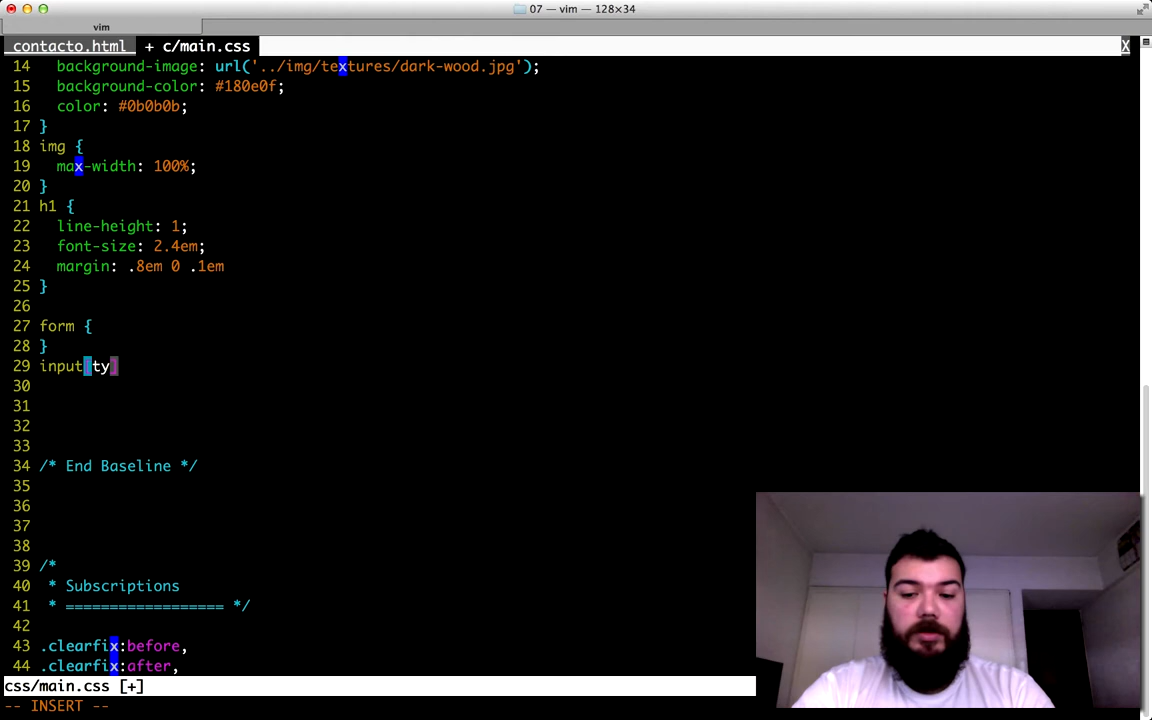 07 — vim — 128×34
vim
contacto.html + c/main.css X
14 background-image: url('../img/textures/dark-wood.jpg');
15 background-color: #180e0f;
16 color: #0b0b0b;
17 }
18 img {
19 max-width: 100%;
20 }
21 h1 {
22 line-height: 1;
23 font-size: 2.4em;
24 margin: .8em 0 .1em
25 }
26
27 form {
28 }
29 input[ty]
30
31
32
33
34 /* End Baseline */
35
36
37
38
39 /*
40 * Subscriptions
41 * ================== */
42
43 .clearfix:before,
44 .clearfix:after,
css/main.css [+]
-- INSERT --